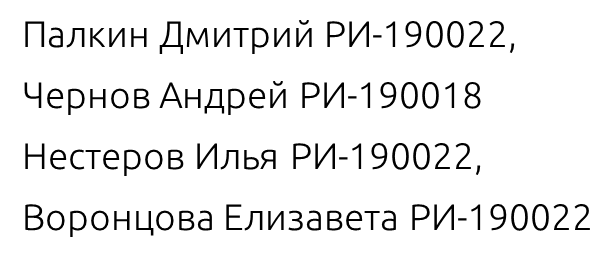 Палкин Дмитрий РИ-190022,
Чернов Андрей РИ-190018
Нестеров Илья РИ-190022,
Воронцова Елизавета РИ-190022